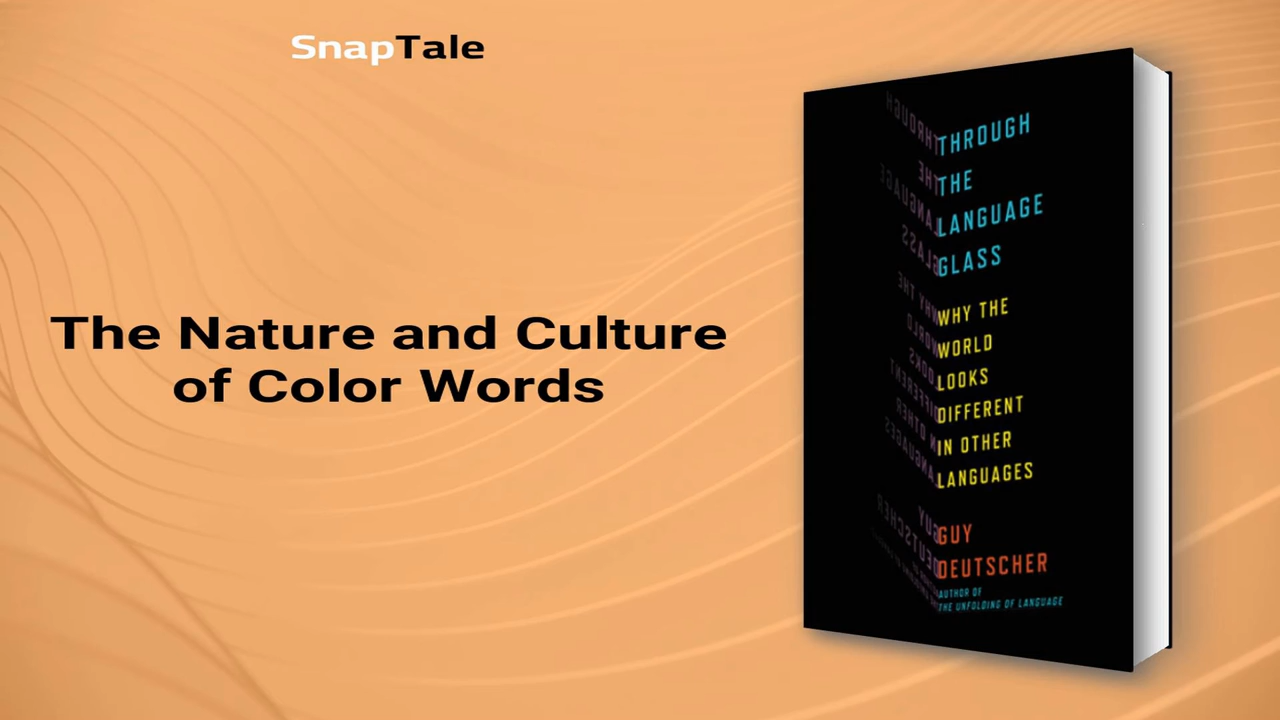 SnapTale
The Nature and Culture
of Color Words
THROUGH
THE
LANGUAGE
GLASS
WHY THE
WORLD
LOOKS
DIFFERENT
IN OTHER
LANGUAGES
GUY
DEUTSCHER
AUTHOR OF
THE UNFOLDING OF LANGUAGE